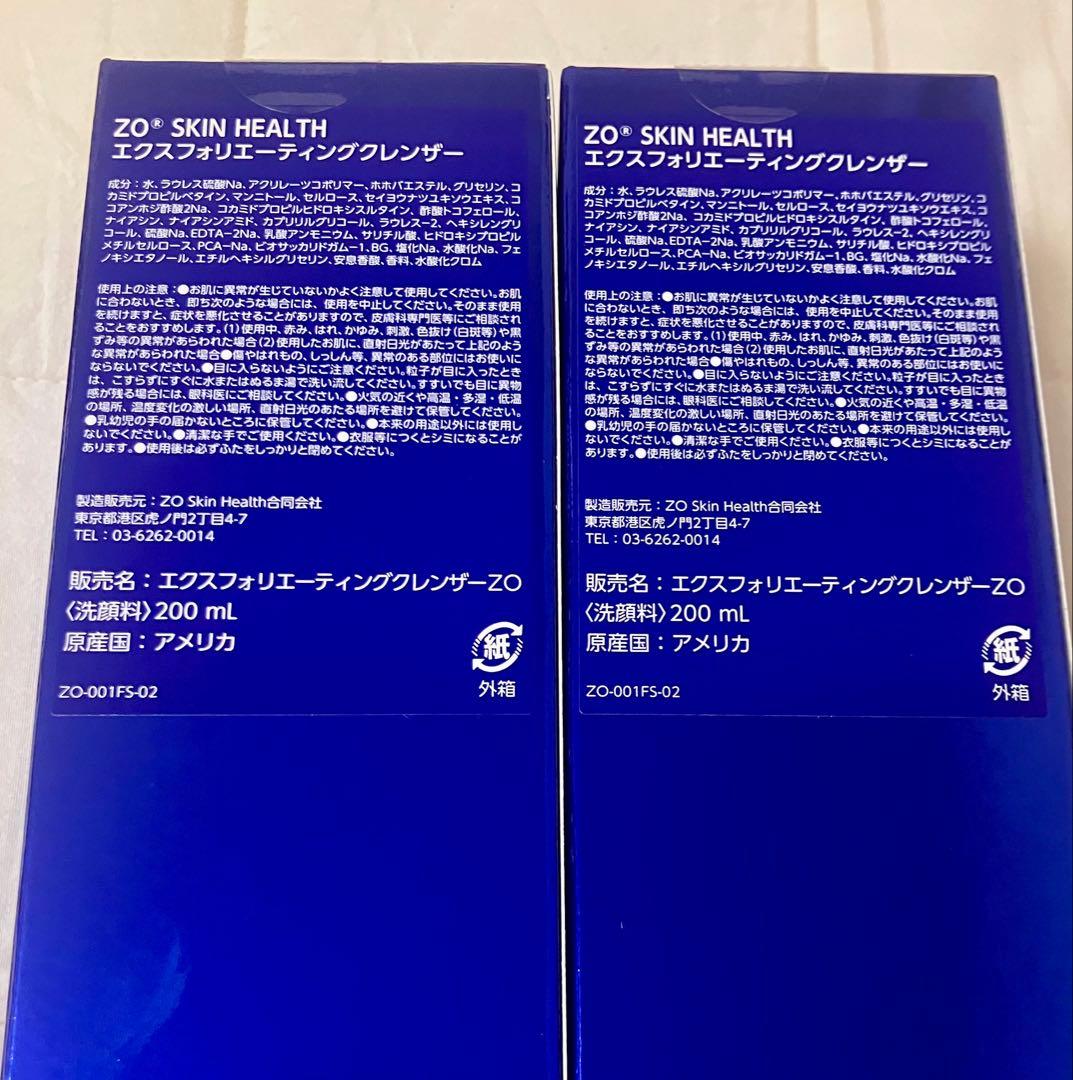 ZO® SKIN HEALTH
エクスフォリエーティングクレンザー
成分：水、ラウレス硫酸Na、アクリレーツコポリマー、ホホバエステル、グリセリン、コ
カミドプロピルベタイン、マンニトール、セルロース、セイヨウナツユキソウエキス、コ
コアンホジ酢酸2Na、コカミドプロピルヒドロキシスルタイン、酢酸トコフェロール、
ナイアシン、ナイアシンアミド、カプリリルグリコール、ラウレス−2、ヘキシレングリ
コール、硫酸Na、EDTA−2Na、乳酸アンモニウム、サリチル酸、ヒドロキシプロピル
メチルセルロース、PCA−Na、ビオサッカリドガム−1、BG、塩化Na、水酸化Na、フェ
ノキシエタノール、エチルヘキシルグリセリン、安息香酸、香料、水酸化クロム
使用上の注意：●お肌に異常が生じていないかよく注意して使用してください。お肌
に合わないとき、即ち次のような場合には、使用を中止してください。そのまま使用
を続けますと、症状を悪化させることがありますので、皮膚科専門医等にご相談され
ることをおすすめします。(1)使用中、赤み、はれ、かゆみ、刺激、色抜け(白斑等)や黒
ずみ等の異常があらわれた場合(2)使用したお肌に、直射日光があたって上記のよう
な異常があらわれた場合●傷やはれもの、しっしん等、異常のある部位にはお使いに
ならないでください。●目に入らないようにご注意ください。粒子が目に入ったとき
は、こすらずにすぐに水またはぬるま湯で洗い流してください。すすいでも目に異物
感が残る場合には、眼科医にご相談ください。●火気の近くや高温・多湿・低温
の場所、温度変化の激しい場所、直射日光のあたる場所を避けて保管してください。
●乳幼児の手の届かないところに保管してください。●本来の用途以外には使用し
ないでください。●清潔な手でご使用ください。●衣服等につくとシミになることが
あります。●使用後は必ずふたをしっかりと閉めてください。
製造販売元：ZO Skin Health合同会社
東京都港区虎ノ門2丁目4-7
TEL：03-6262-0014
販売名：エクスフォリエーティングクレンザーZO
〈洗顔料〉200 mL
原産国：アメリカ
紙
外箱
ZO-001FS-02
ZO® SKIN HEALTH
エクスフォリエーティングクレンザー
成分：水、ラウレス硫酸Na、アクリレーツコポリマー、ホホバエステル、グリセリン、コ
カミドプロピルベタイン、マンニトール、セルロース、セイヨウナツユキソウエキス、コ
コアンホジ酢酸2Na、コカミドプロピルヒドロキシスルタイン、酢酸トコフェロール、
ナイアシン、ナイアシンアミド、カプリリルグリコール、ラウレス−2、ヘキシレングリ
コール、硫酸Na、EDTA−2Na、乳酸アンモニウム、サリチル酸、ヒドロキシプロピル
メチルセルロース、PCA−Na、ビオサッカリドガム−1、BG、塩化Na、水酸化Na、フェ
ノキシエタノール、エチルヘキシルグリセリン、安息香酸、香料、水酸化クロム
使用上の注意：●お肌に異常が生じていないかよく注意して使用してください。お肌
に合わないとき、即ち次のような場合には、使用を中止してください。そのまま使用
を続けますと、症状を悪化させることがありますので、皮膚科専門医等にご相談され
ることをおすすめします。(1)使用中、赤み、はれ、かゆみ、刺激、色抜け(白斑等)や黒
ずみ等の異常があらわれた場合(2)使用したお肌に、直射日光があたって上記のよう
な異常があらわれた場合●傷やはれもの、しっしん等、異常のある部位にはお使いに
ならないでください。●目に入らないようにご注意ください。粒子が目に入ったとき
は、こすらずにすぐに水またはぬるま湯で洗い流してください。すすいでも目に異物
感が残る場合には、眼科医にご相談ください。●火気の近くや高温・多湿・低温
の場所、温度変化の激しい場所、直射日光のあたる場所を避けて保管してください。
●乳幼児の手の届かないところに保管してください。●本来の用途以外には使用し
ないでください。●清潔な手でご使用ください。●衣服等につくとシミになることが
あります。●使用後は必ずふたをしっかりと閉めてください。
製造販売元：ZO Skin Health合同会社
東京都港区虎ノ門2丁目4-7
TEL：03-6262-0014
販売名：エクスフォリエーティングクレンザーZO
〈洗顔料〉200 mL
原産国：アメリカ
紙
外箱
ZO-001FS-02